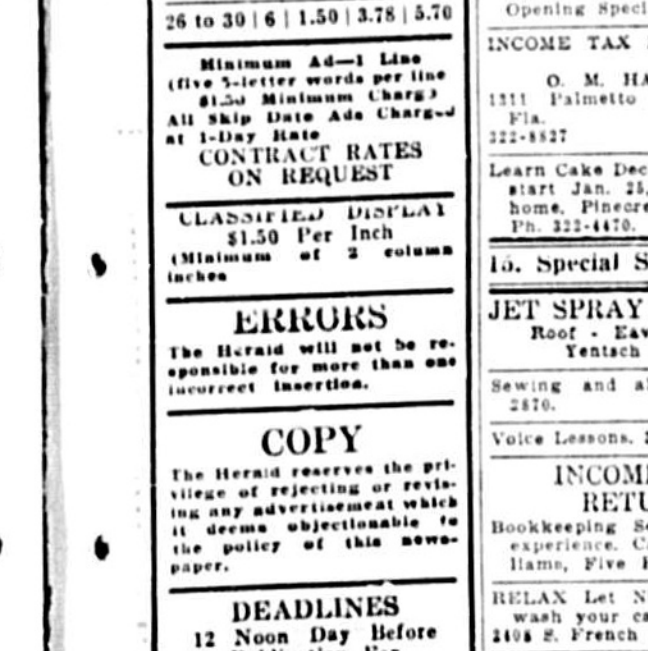 26 to 30 | 6 | 1.50 | 3.78 | 5.70
Minimum Ad—1 Line
(five 5-letter words per line
$1.50 Minimum Charge)
All Skip Date Ads Charged
at 1-Day Rate
CONTRACT RATES
ON REQUEST
CLASSIFIED DISPLAY
$1.50 Per Inch
(Minimum of 2 column
inches
ERRORS
The Herald will not be re-
sponsible for more than one
incorrect insertion.
COPY
The Herald reserves the pri-
vilege of rejecting or revis-
ing any advertisement which
it deems objectionable to
the policy of this news-
paper.
DEADLINES
12 Noon Day Before
Opening Speci
INCOME TAX
O. M. HA
1311 Palmetto
Fla.
322-8827
Learn Cake Dec
start Jan. 25,
home, Pinecre
Ph. 322-4470.
15. Special S
JET SPRAY
Roof - Eav
Yentsch
Sewing and al
2870.
Voice Lessons.
INCOME
RETU
Bookkeeping Se
experience. C
liams, Five
RELAX Let N
wash your ca
2408 S. French